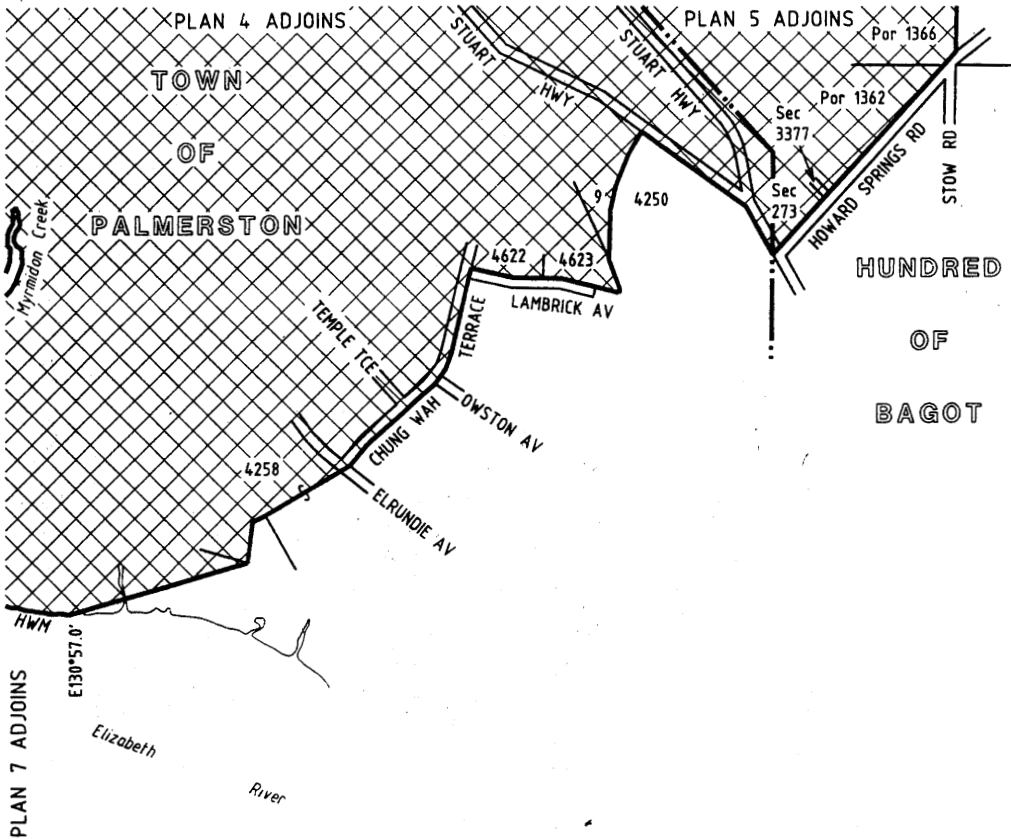 PLAN 4 ADJOINS
PLAN 5 ADJOINS
Por 1366
STUART
HWY
STUART HWY
TOWN
OF
PALMERSTON
Por 1362
Sec
3377
Sec
273
HOWARD SPRINGS RD
STOW RD
9
4250
Myrmidon Creek
4622
4623
LAMBRICK AV
HUNDRED
OF
BAGOT
TEMPLE TCE
CHUNG WAH
TERRACE
OWSTON AV
4258
ELRUNDIE AV
HWM
E130°57.0'
PLAN 7 ADJOINS
Elizabeth
River